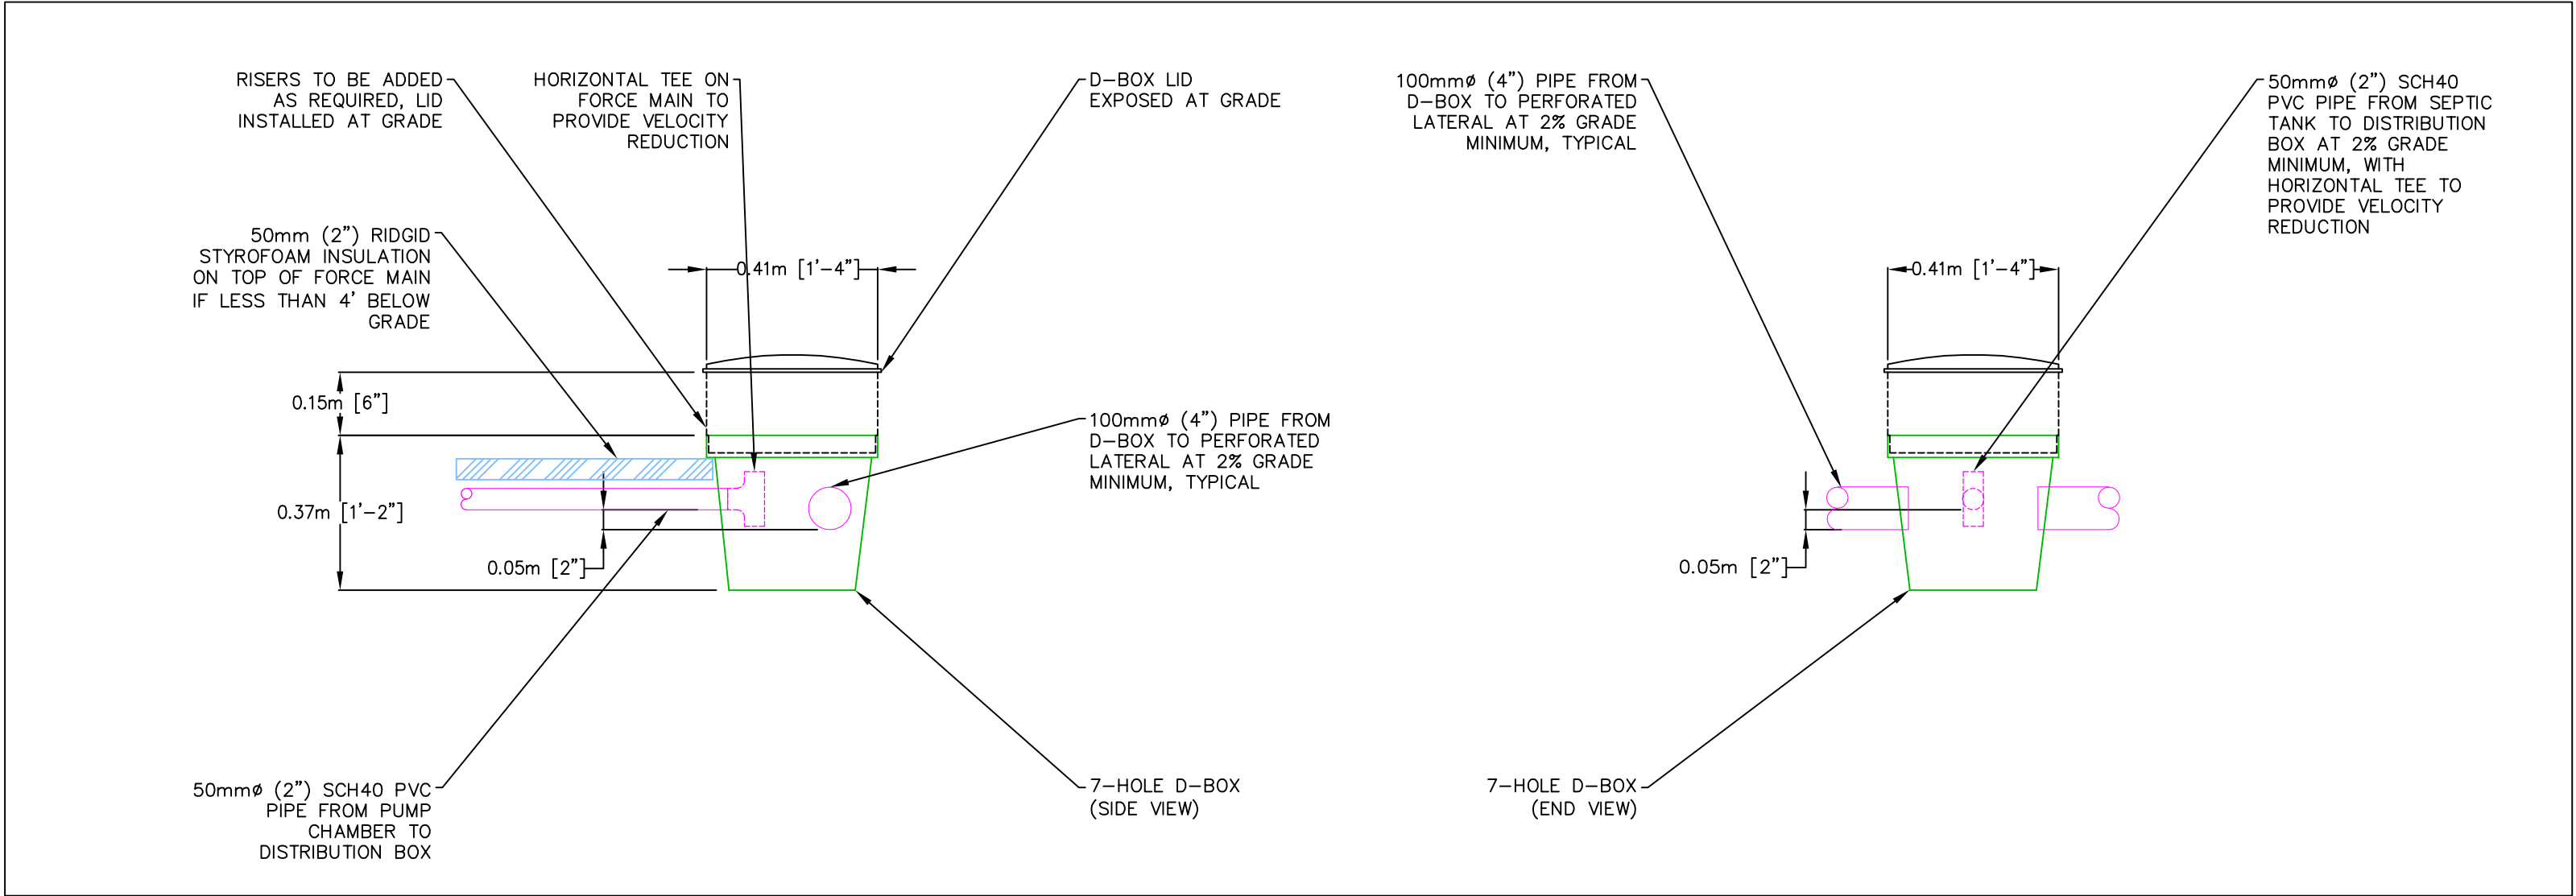 RISERS TO BE ADDED
AS REQUIRED, LID
INSTALLED AT GRADE
HORIZONTAL TEE ON
FORCE MAIN TO
PROVIDE VELOCITY
REDUCTION
D-BOX LID
EXPOSED AT GRADE
50mm (2") RIDGID
STYROFOAM INSULATION
ON TOP OF FORCE MAIN
IF LESS THAN 4' BELOW
GRADE
0.41m [1'-4"]
0.15m [6"]
0.37m [1'-2"]
0.05m [2"]
100mmø (4") PIPE FROM
D-BOX TO PERFORATED
LATERAL AT 2% GRADE
MINIMUM, TYPICAL
50mmø (2") SCH40 PVC
PIPE FROM PUMP
CHAMBER TO
DISTRIBUTION BOX
7-HOLE D-BOX
(SIDE VIEW)
100mmø (4") PIPE FROM
D-BOX TO PERFORATED
LATERAL AT 2% GRADE
MINIMUM, TYPICAL
50mmø (2") SCH40
PVC PIPE FROM SEPTIC
TANK TO DISTRIBUTION
BOX AT 2% GRADE
MINIMUM, WITH
HORIZONTAL TEE TO
PROVIDE VELOCITY
REDUCTION
0.41m [1'-4"]
0.05m [2"]
7-HOLE D-BOX
(END VIEW)